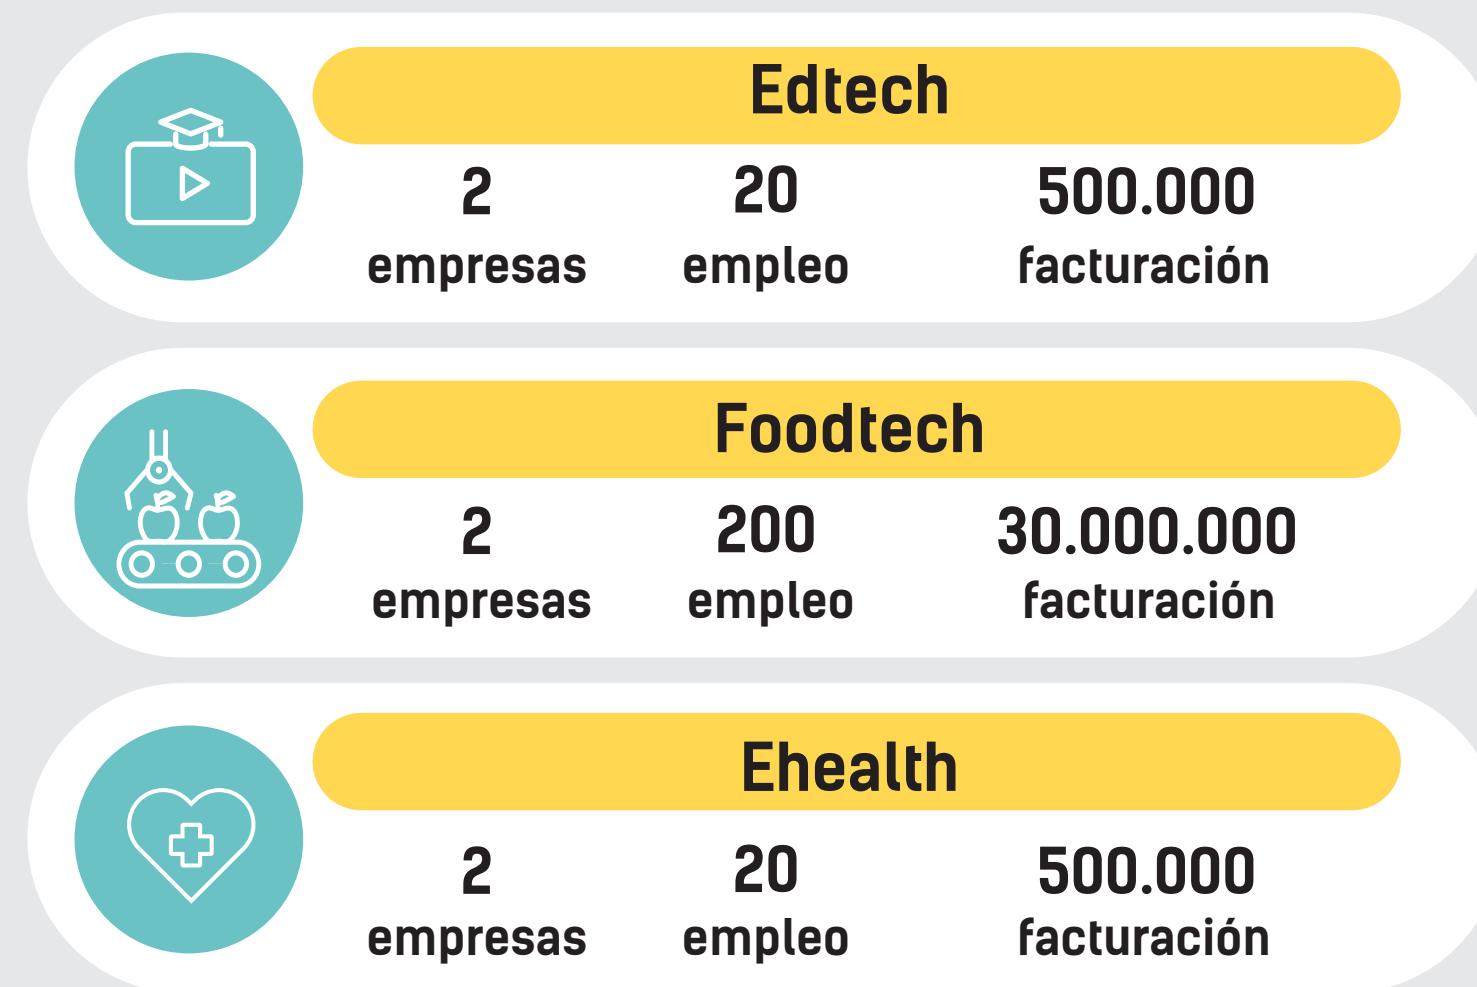 Edtech
2 20 500.000
empresas empleo facturación
Foodtech
2 200 30.000.000
empresas empleo facturación
Ehealth
2 20 500.000
empresas empleo facturación